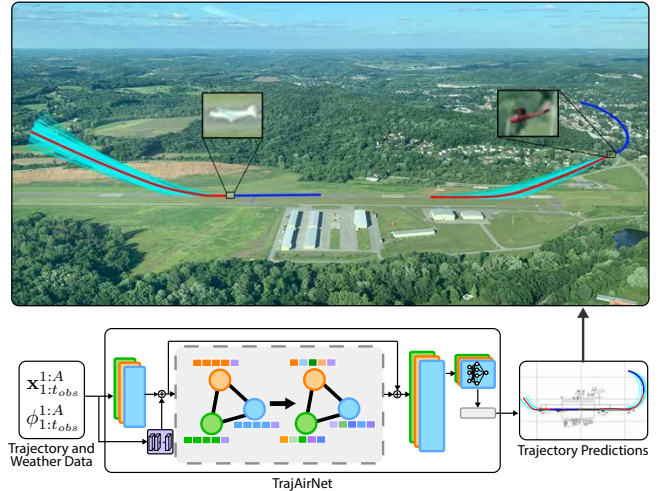 x^{1:A}_{1:t_{obs}}
ϕ^{1:A}_{1:t_{obs}}
Trajectory and
Weather Data
TrajAirNet
Trajectory Predictions